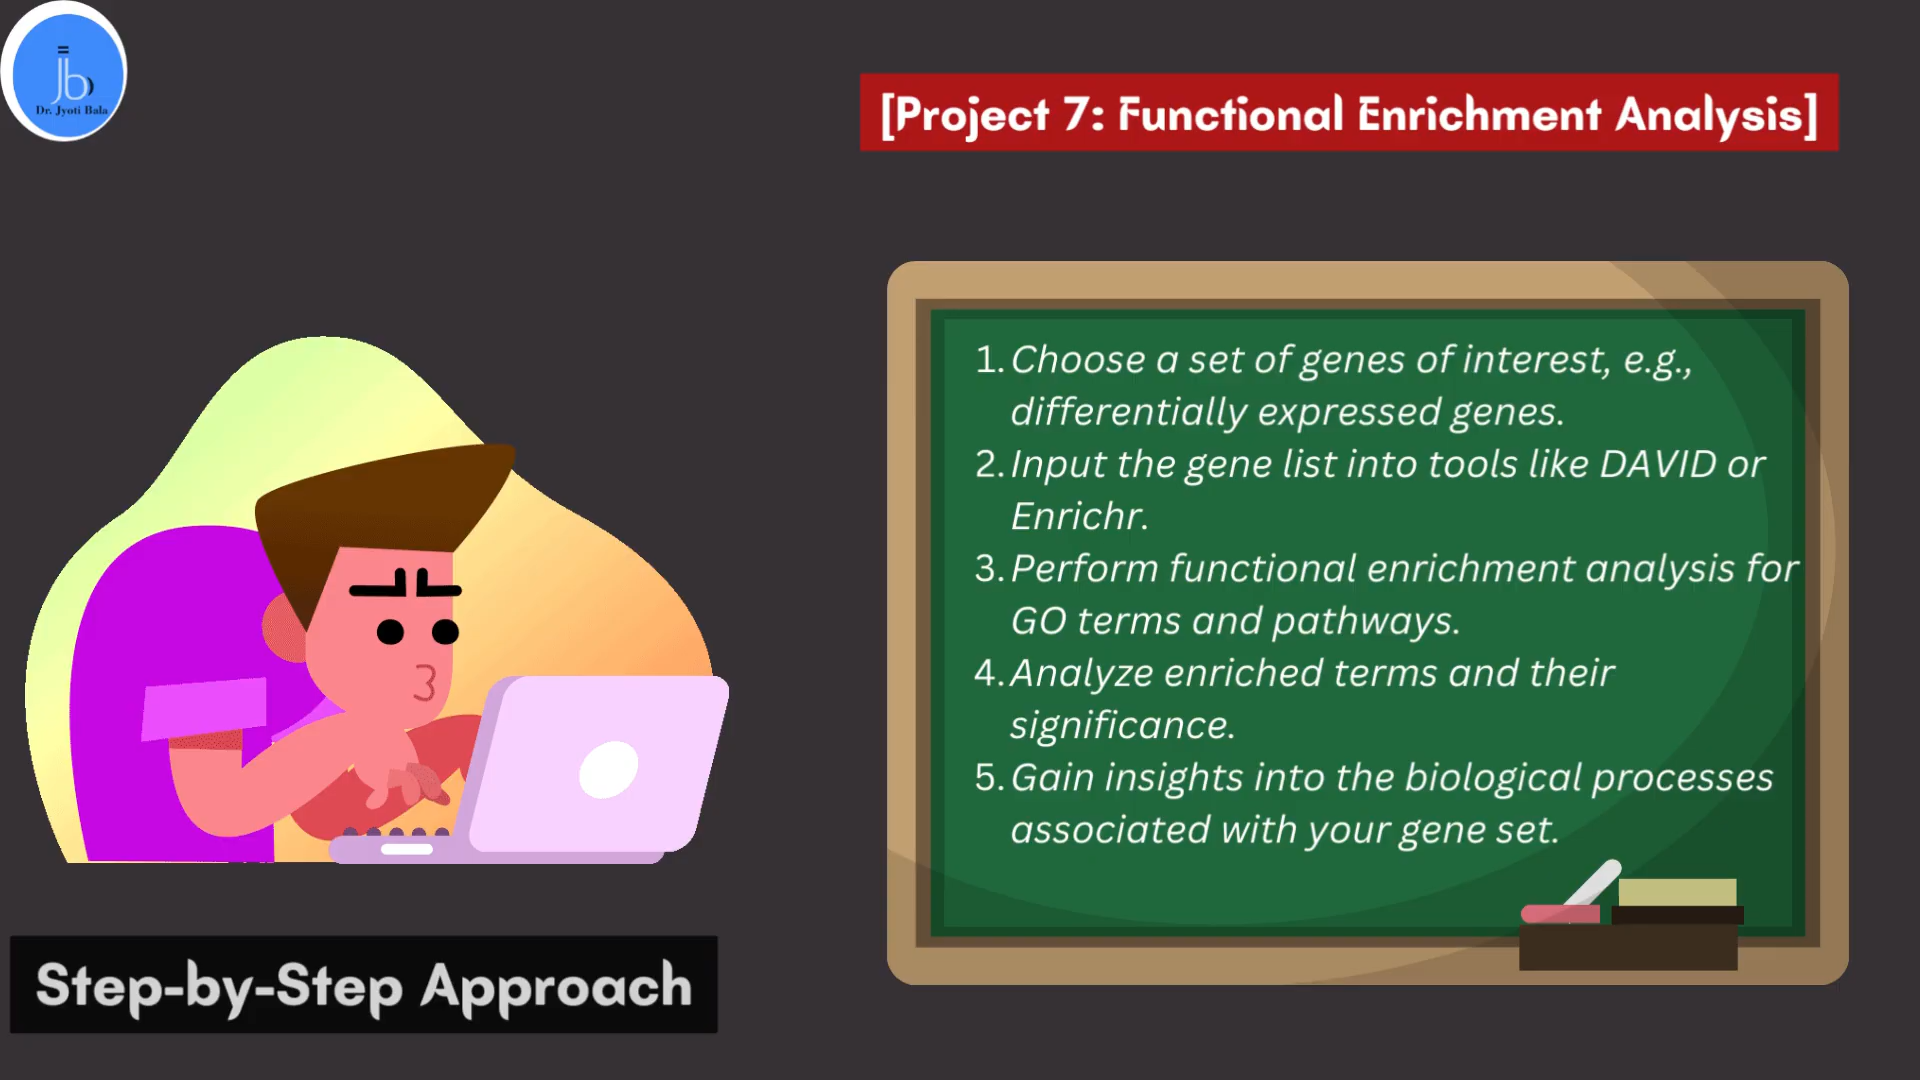 Dr. Jyoti Bala
[Project 7: Functional Enrichment Analysis]
1. Choose a set of genes of interest, e.g.,
differentially expressed genes.
2. Input the gene list into tools like DAVID or
Enrichr.
3. Perform functional enrichment analysis for
GO terms and pathways.
4. Analyze enriched terms and their
significance.
5. Gain insights into the biological processes
associated with your gene set.
Step-by-Step Approach